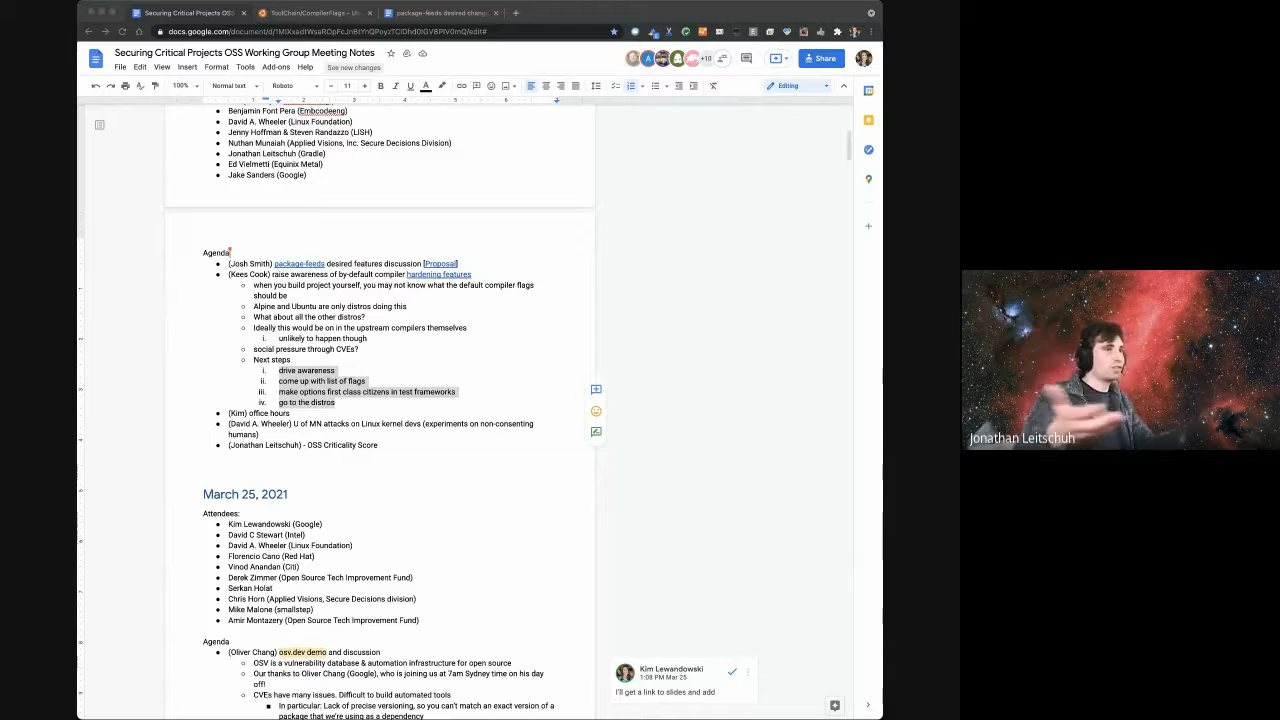 Securing Critical Projects OSS
ToolChain/CompilerFlags - Ub
package-feeds desired chang
docs.google.com
Securing Critical Projects OSS Working Group Meeting Notes
+10
Share
File Edit View Insert Format Tools Add-ons Help See new changes
100% Normal text Roboto 11 Editing
Benjamin Font Pera (Embcodeeng)
David A. Wheeler (Linux Foundation)
Jenny Hoffman & Steven Randazzo (LISH)
Nuthan Munaiah (Applied Visions, Inc. Secure Decisions Division)
Jonathan Leitschuh (Gradle)
Ed Vielmetti (Equinix Metal)
Jake Sanders (Google)
Agenda
(Josh Smith) package-feeds desired features discussion [Proposal]
(Kees Cook) raise awareness of by-default compiler hardening features
when you build project yourself, you may not know what the default compiler flags
should be
Alpine and Ubuntu are only distros doing this
What about all the other distros?
Ideally this would be on in the upstream compilers themselves
i. unlikely to happen though
social pressure through CVEs?
Next steps
i. drive awareness
ii. come up with list of flags
iii. make options first class citizens in test frameworks
iv. go to the distros
(Kim) office hours
(David A. Wheeler) U of MN attacks on Linux kernel devs (experiments on non-consenting
humans)
(Jonathan Leitschuh) - OSS Criticality Score
March 25, 2021
Attendees:
Kim Lewandowski (Google)
David C Stewart (Intel)
David A. Wheeler (Linux Foundation)
Florencio Cano (Red Hat)
Vinod Anandan (Citi)
Derek Zimmer (Open Source Tech Improvement Fund)
Serkan Holat
Chris Horn (Applied Visions, Secure Decisions division)
Mike Malone (smallstep)
Amir Montazery (Open Source Tech Improvement Fund)
Agenda
(Oliver Chang) osv.dev demo and discussion
OSV is a vulnerability database & automation infrastructure for open source
Our thanks to Oliver Chang (Google), who is joining us at 7am Sydney time on his day
off!
CVEs have many issues. Difficult to build automated tools
In particular: Lack of precise versioning, so you can't match an exact version of a
package that we're using as a dependency
Kim Lewandowski
1:08 PM Mar 25
I'll get a link to slides and add
Jonathan Leitschuh